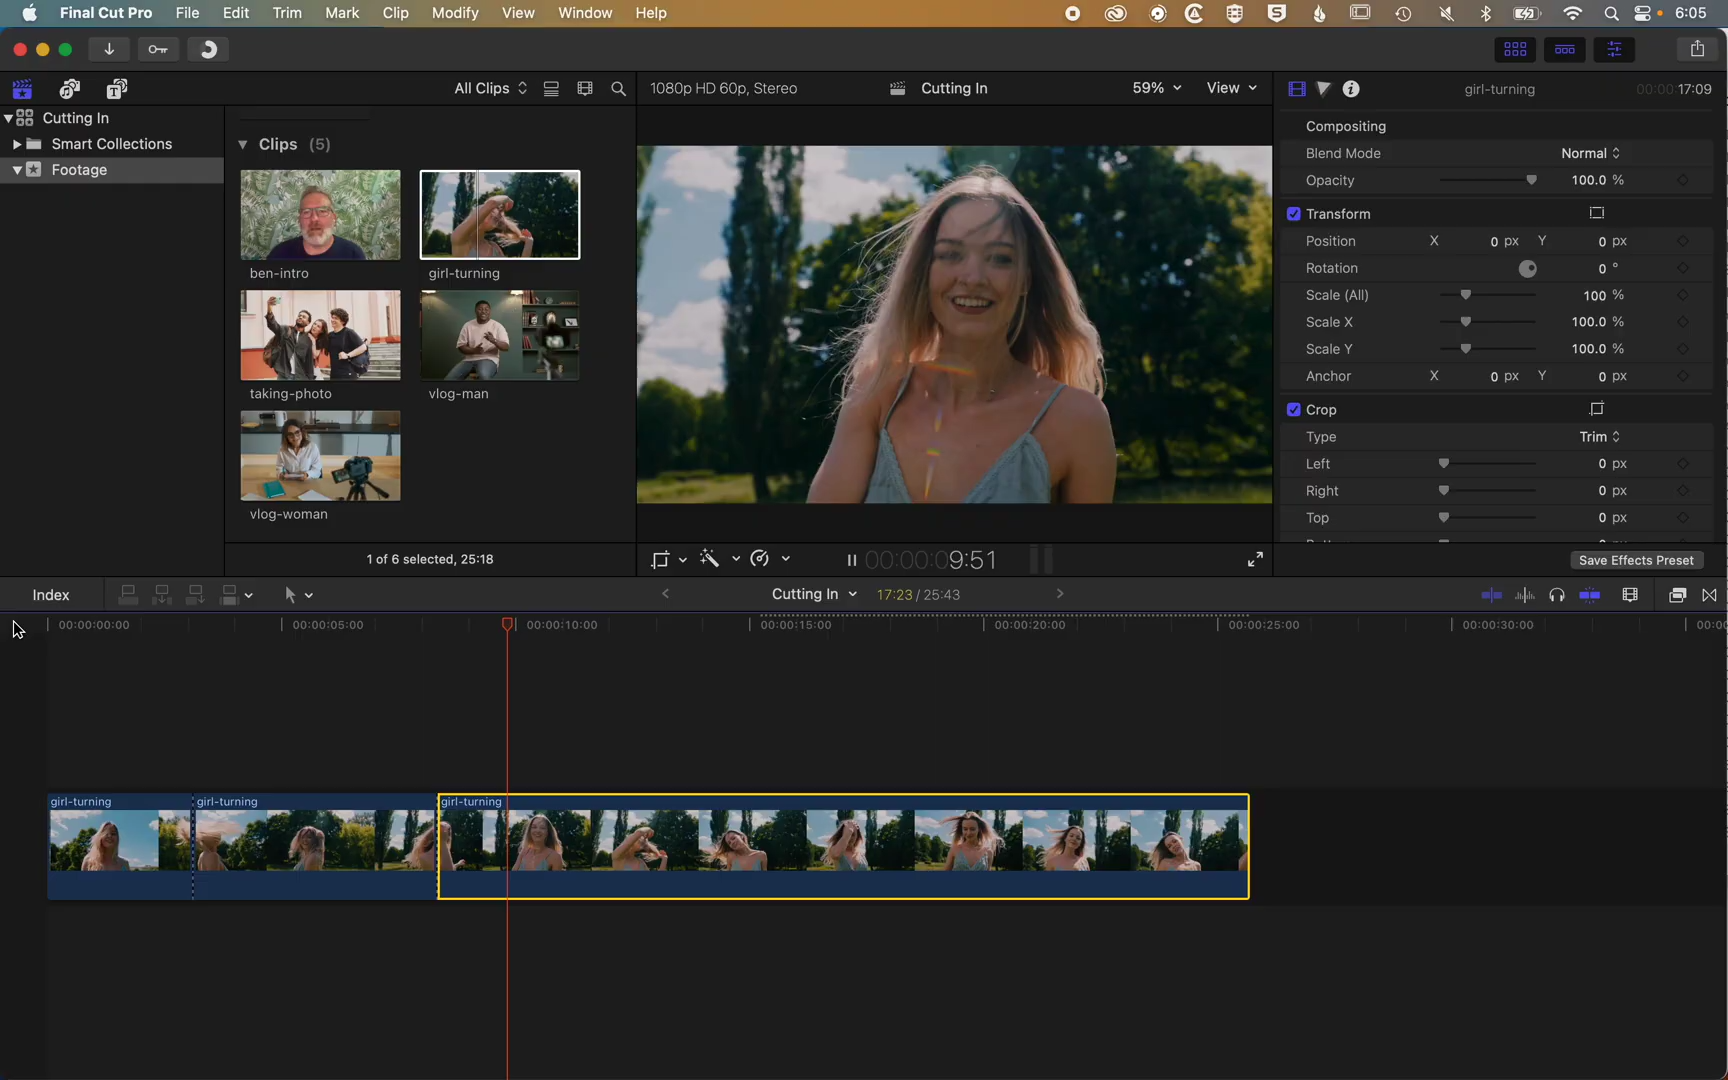 Final Cut Pro File Edit Trim Mark Clip Modify View Window Help 6:05
All Clips
1080p HD 60p, Stereo Cutting In 59% View
girl-turning 00:00:17:09
Cutting In
Smart Collections
Footage
Clips (5)
ben-intro girl-turning
taking-photo vlog-man
vlog-woman
1 of 6 selected, 25:18
00:00:00:09:51
Compositing
Blend Mode Normal
Opacity 100.0 %
Transform
Position X 0 px Y 0 px
Rotation 0 °
Scale (All) 100 %
Scale X 100.0 %
Scale Y 100.0 %
Anchor X 0 px Y 0 px
Crop
Type Trim
Left 0 px
Right 0 px
Top 0 px
Save Effects Preset
Index Cutting In 17:23 / 25:43
00:00:00:00 00:00:05:00 00:00:10:00 00:00:15:00 00:00:20:00 00:00:25:00 00:00:30:00 00:00
girl-turning girl-turning girl-turning